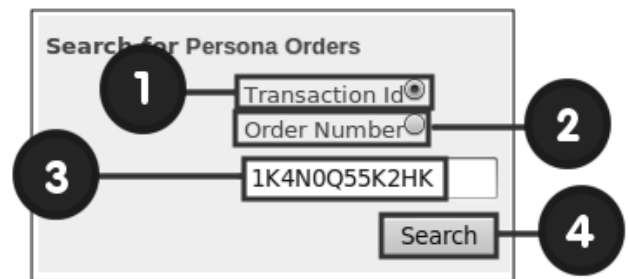 Search for Persona Orders
1
Transaction Id
Order Number
2
3
1K4N0Q55K2HK
Search
4